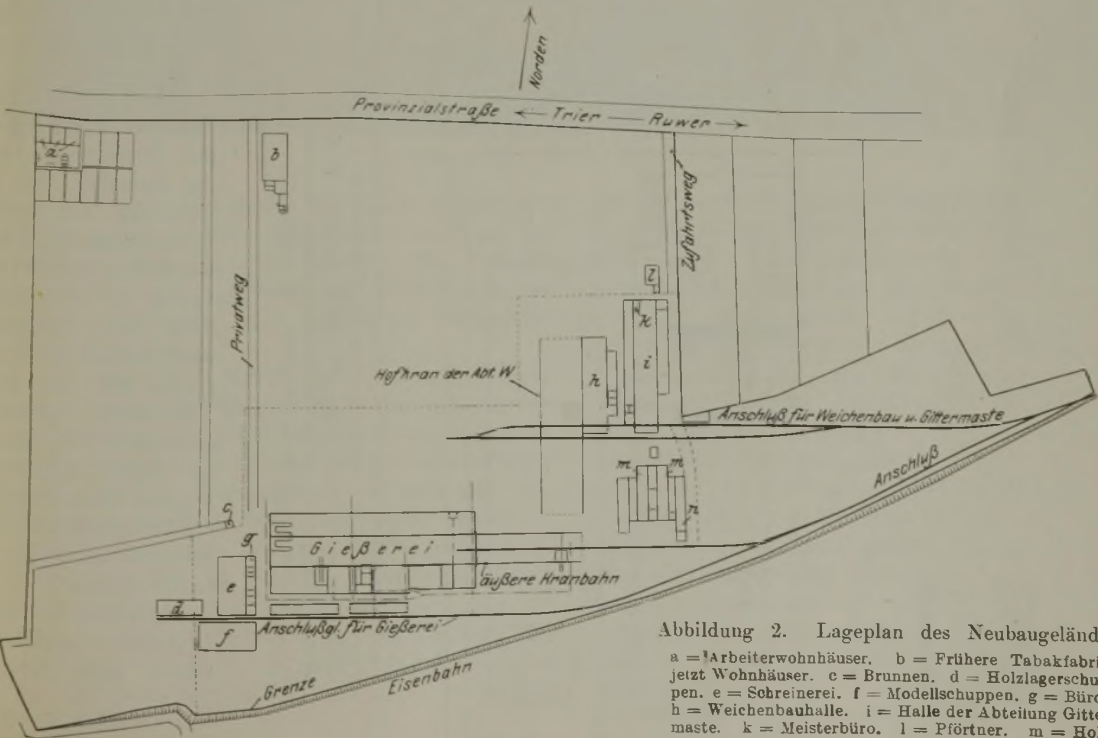 Norden
Provinzialstraße ← Trier — Ruwer →
a
b
a
Privatweg
Zufahrtsweg
l
k
i
h
Hofkran der Abt. W
Anschluß für Weichenbau u. Gittermaste
Anschluß
m
m
n
c
g
Gießerei
äußere Kranbahn
e
d
f
Anschlußgl. für Gießerei
Grenze
Eisenbahn
Abbildung 2. Lageplan des Neubaugeländ
a = Arbeiterwohnhäuser. b = Frühere Tabakfabri
jetzt Wohnhäuser. c = Brunnen. d = Holzlagerschu
pen. e = Schreinerei. f = Modellschuppen. g = Bürc
h = Weichenbauhalle. i = Halle der Abteilung Gitte
maste. k = Meisterbüro. l = Pförtner. m = Hol